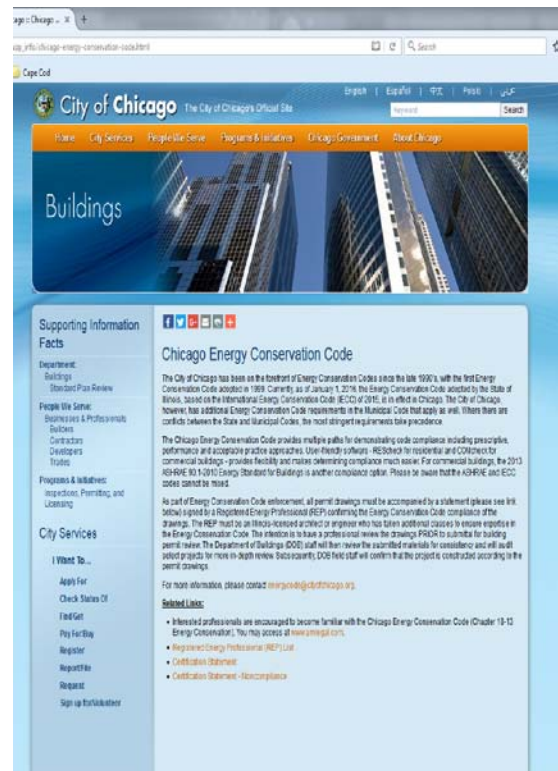 City of Chicago The City of Chicago's Official Site
English | Español | 中文 | Polski |
Search
Home City Services People We Serve Programs & Initiatives Chicago Government About Chicago
Buildings
Supporting Information
Facts
Department:
Buildings
Standard Plan Review
People We Serve:
Businesses & Professionals
Builders
Contractors
Developers
Trades
Programs & Initiatives:
Inspections, Permitting, and
Licensing
City Services
I Want To...
Apply For
Check Status Of
Find/Get
Pay For/Buy
Register
Report/File
Request
Sign up for/Volunteer
Chicago Energy Conservation Code
The City of Chicago has been on the forefront of Energy Conservation Codes since the late 1990's, with the first Energy
Conservation Code adopted in 1999. Currently, as of January 1, 2016, the Energy Conservation Code adopted by the State of
Illinois, based on the International Energy Conservation Code (IECC) of 2015, is in effect in Chicago. The City of Chicago,
however, has additional Energy Conservation Code requirements in the Municipal Code that apply as well. Where there are
conflicts between the State and Municipal Codes, the most stringent requirements take precedence.
The Chicago Energy Conservation Code provides multiple paths for demonstrating code compliance including prescriptive,
performance and acceptable practice approaches. User-friendly software - REScheck for residential and COMcheck for
commercial buildings - provides flexibility and makes determining compliance much easier. For commercial buildings, the 2013
ASHRAE 90.1-2010 Energy Standard for Buildings is another compliance option. Please be aware that the ASHRAE and IECC
codes cannot be mixed.
As part of Energy Conservation Code enforcement, all permit drawings must be accompanied by a statement (please see link
below) signed by a Registered Energy Professional (REP) confirming the Energy Conservation Code compliance of the
drawings. The REP must be an Illinois-licensed architect or engineer who has taken additional classes to ensure expertise in
the Energy Conservation Code. The intention is to have a professional review the drawings PRIOR to submittal for building
permit review. The Department of Buildings (DOB) staff will then review the submitted materials for consistency and will audit
select projects for more in-depth review. Subsequently, DOB field staff will confirm that the project is constructed according to the
permit drawings.
For more information, please contact energycode@cityofchicago.org.
Related Links:
• Interested professionals are encouraged to become familiar with the Chicago Energy Conservation Code (Chapter 18-13
Energy Conservation). You may access at www.amlegal.com.
• Registered Energy Professional (REP) List
• Certification Statement
• Certification Statement - Noncompliance
Cape Cod